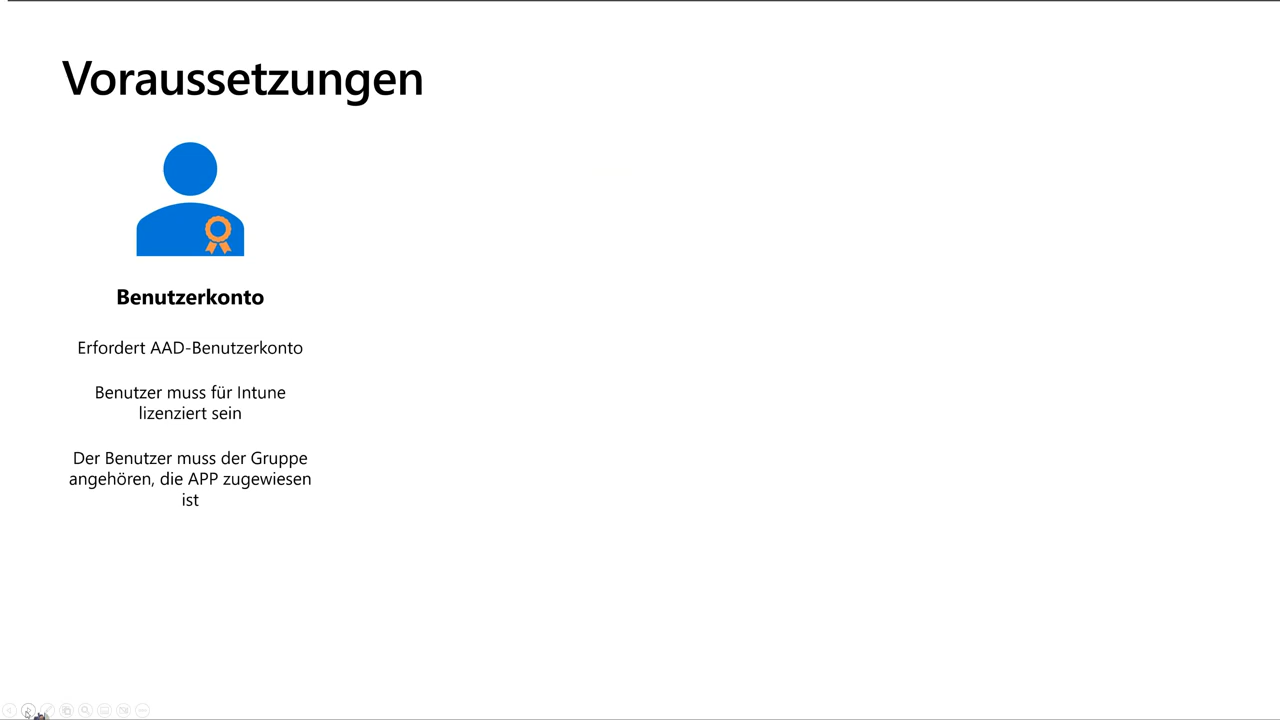 Voraussetzungen
Benutzerkonto
Erfordert AAD-Benutzerkonto
Benutzer muss für Intune
lizenziert sein
Der Benutzer muss der Gruppe
angehören, die APP zugewiesen
ist